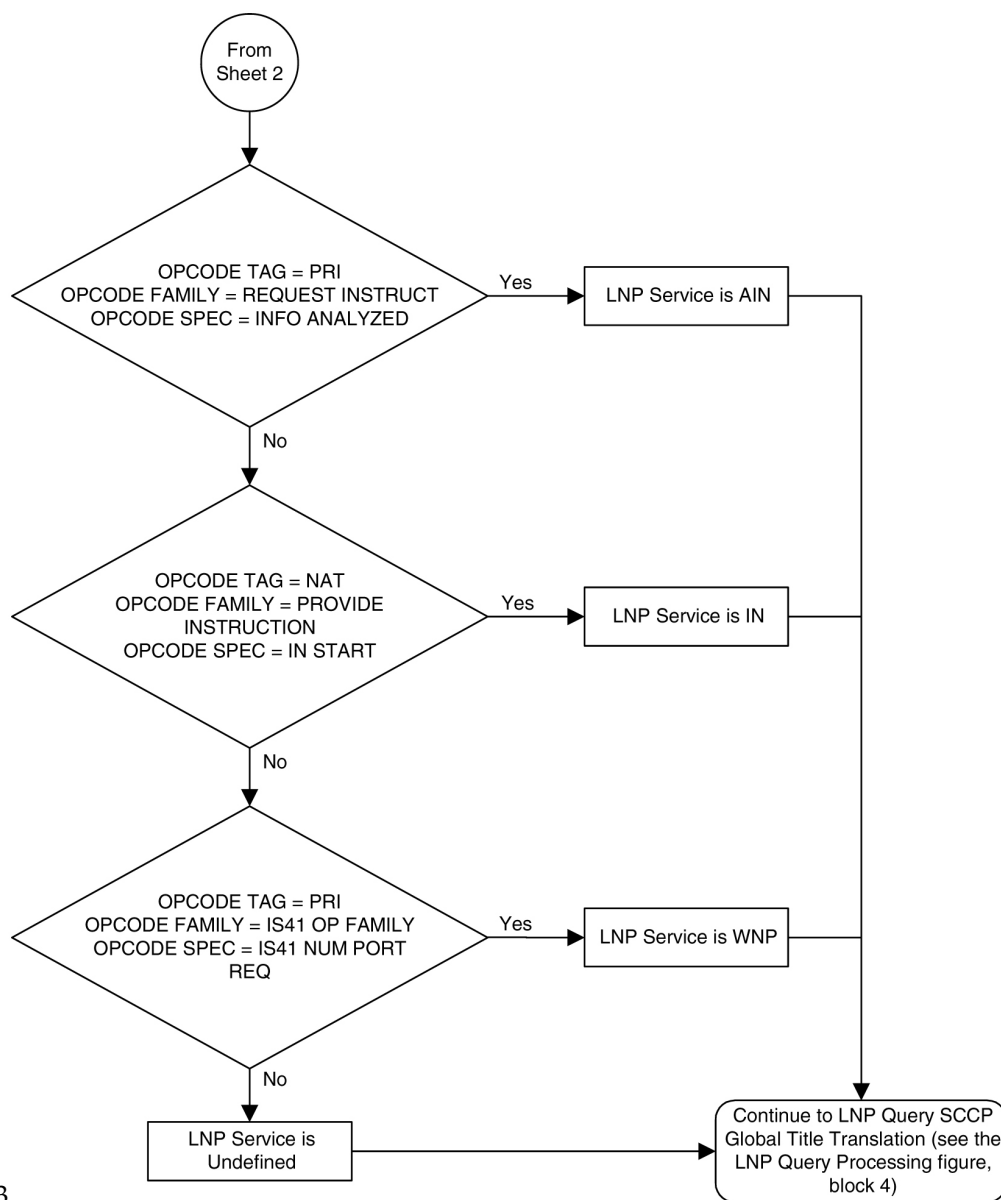 From
Sheet 2
OPCODE TAG = PRI
OPCODE FAMILY = REQUEST INSTRUCT
OPCODE SPEC = INFO ANALYZED
Yes
LNP Service is AIN
No
OPCODE TAG = NAT
OPCODE FAMILY = PROVIDE
INSTRUCTION
OPCODE SPEC = IN START
Yes
LNP Service is IN
No
OPCODE TAG = PRI
OPCODE FAMILY = IS41 OP FAMILY
OPCODE SPEC = IS41 NUM PORT
REQ
Yes
LNP Service is WNP
No
LNP Service is
Undefined
Continue to LNP Query SCCP
Global Title Translation (see the
LNP Query Processing figure,
block 4)